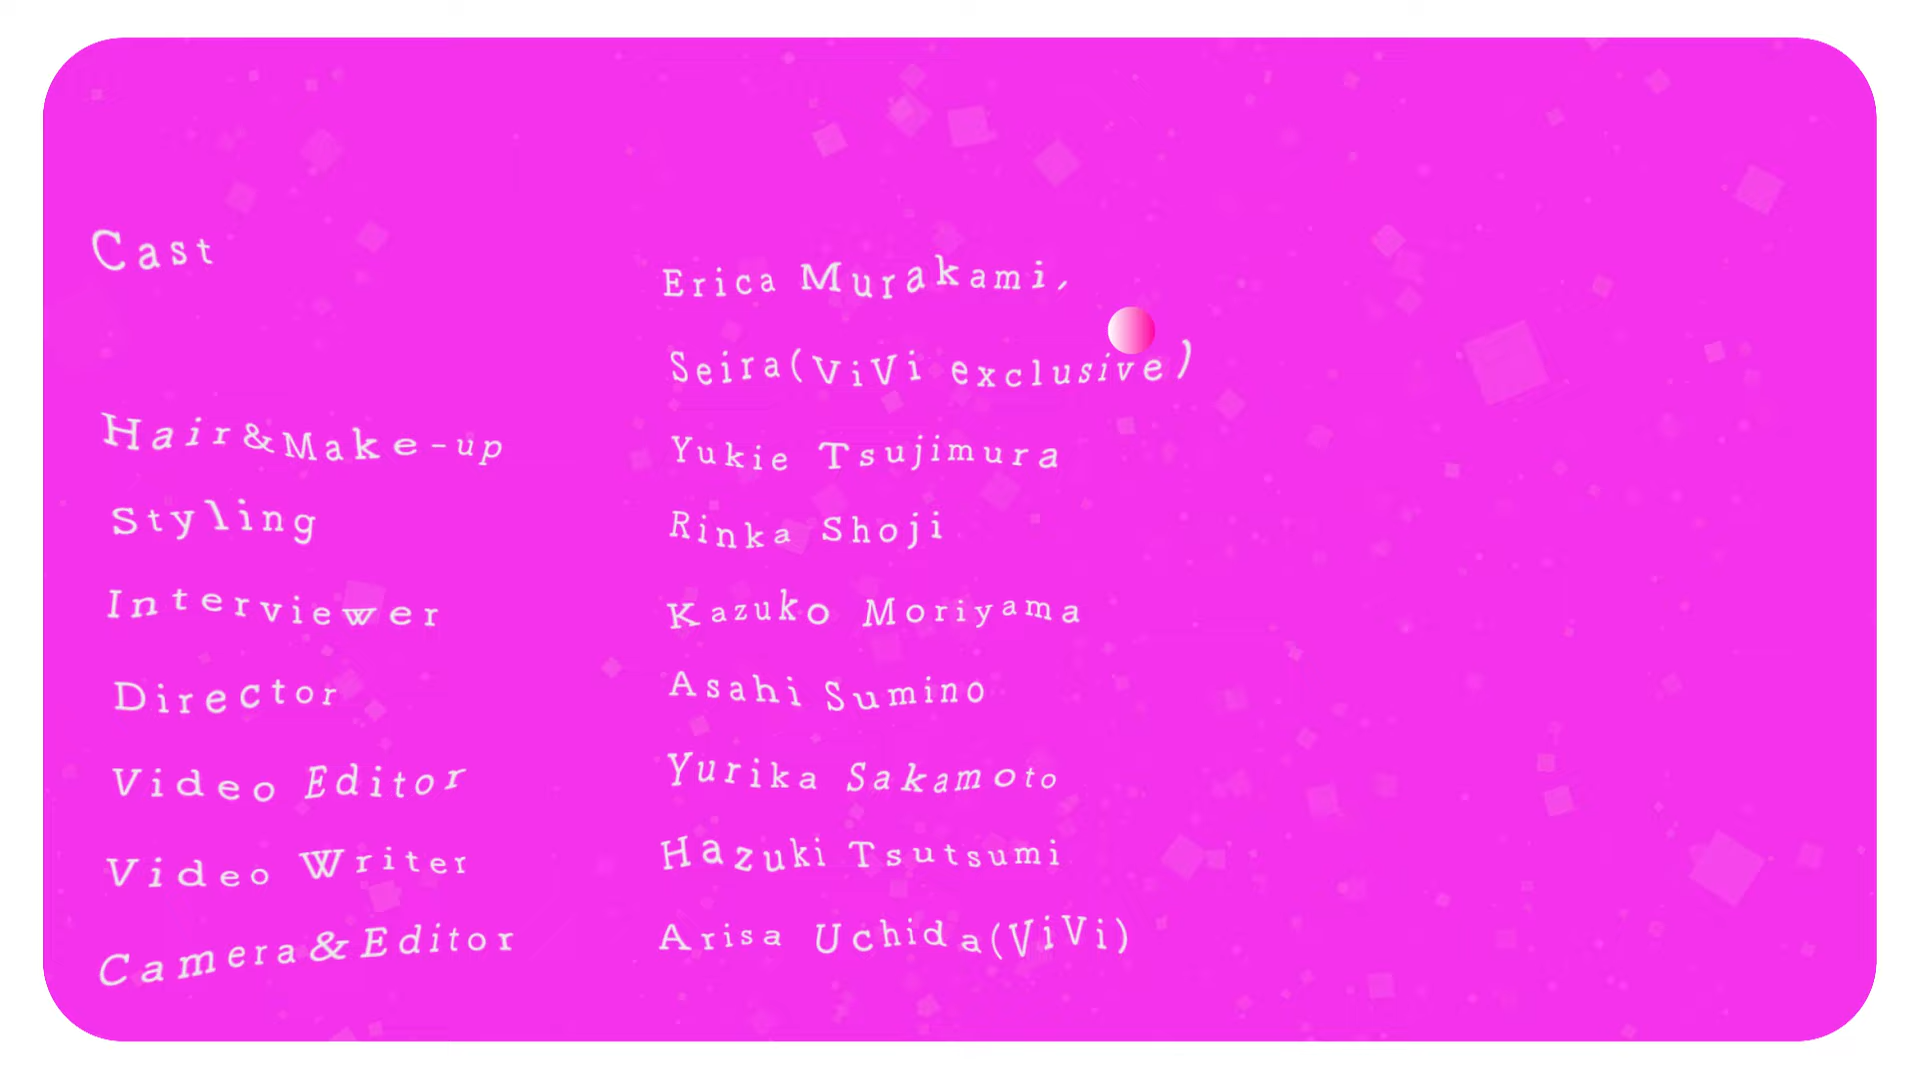 Cast
Erica Murakami,
Seira(ViVi exclusive)
Hair&Make-up
Yukie Tsujimura
Styling
Rinka Shoji
Interviewer
Kazuko Moriyama
Director
Asahi Sumino
Video Editor
Yurika Sakamoto
Video Writer
Hazuki Tsutsumi
Camera&Editor
Arisa Uchida(ViVi)